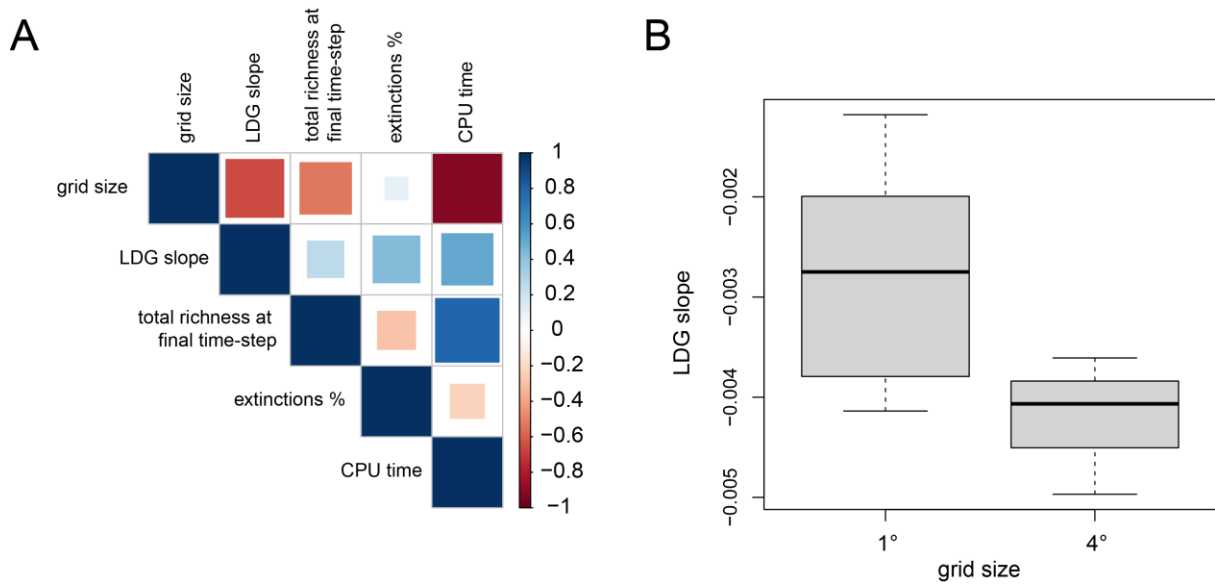 A
grid size
LDG slope
total richness at
final time-step
extinctions %
CPU time
grid size
LDG slope
total richness at
final time-step
extinctions %
CPU time
1
0.8
0.6
0.4
0.2
0
−0.2
−0.4
−0.6
−0.8
−1
B
LDG slope
−0.002
−0.003
−0.004
−0.005
1°
4°
grid size